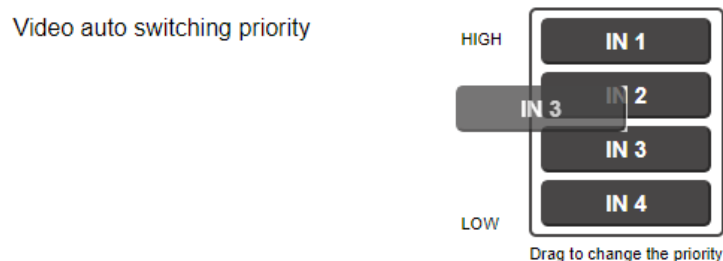 Video auto switching priority
HIGH
IN 1
IN 2
IN 3
IN 3
IN 4
LOW
Drag to change the priority